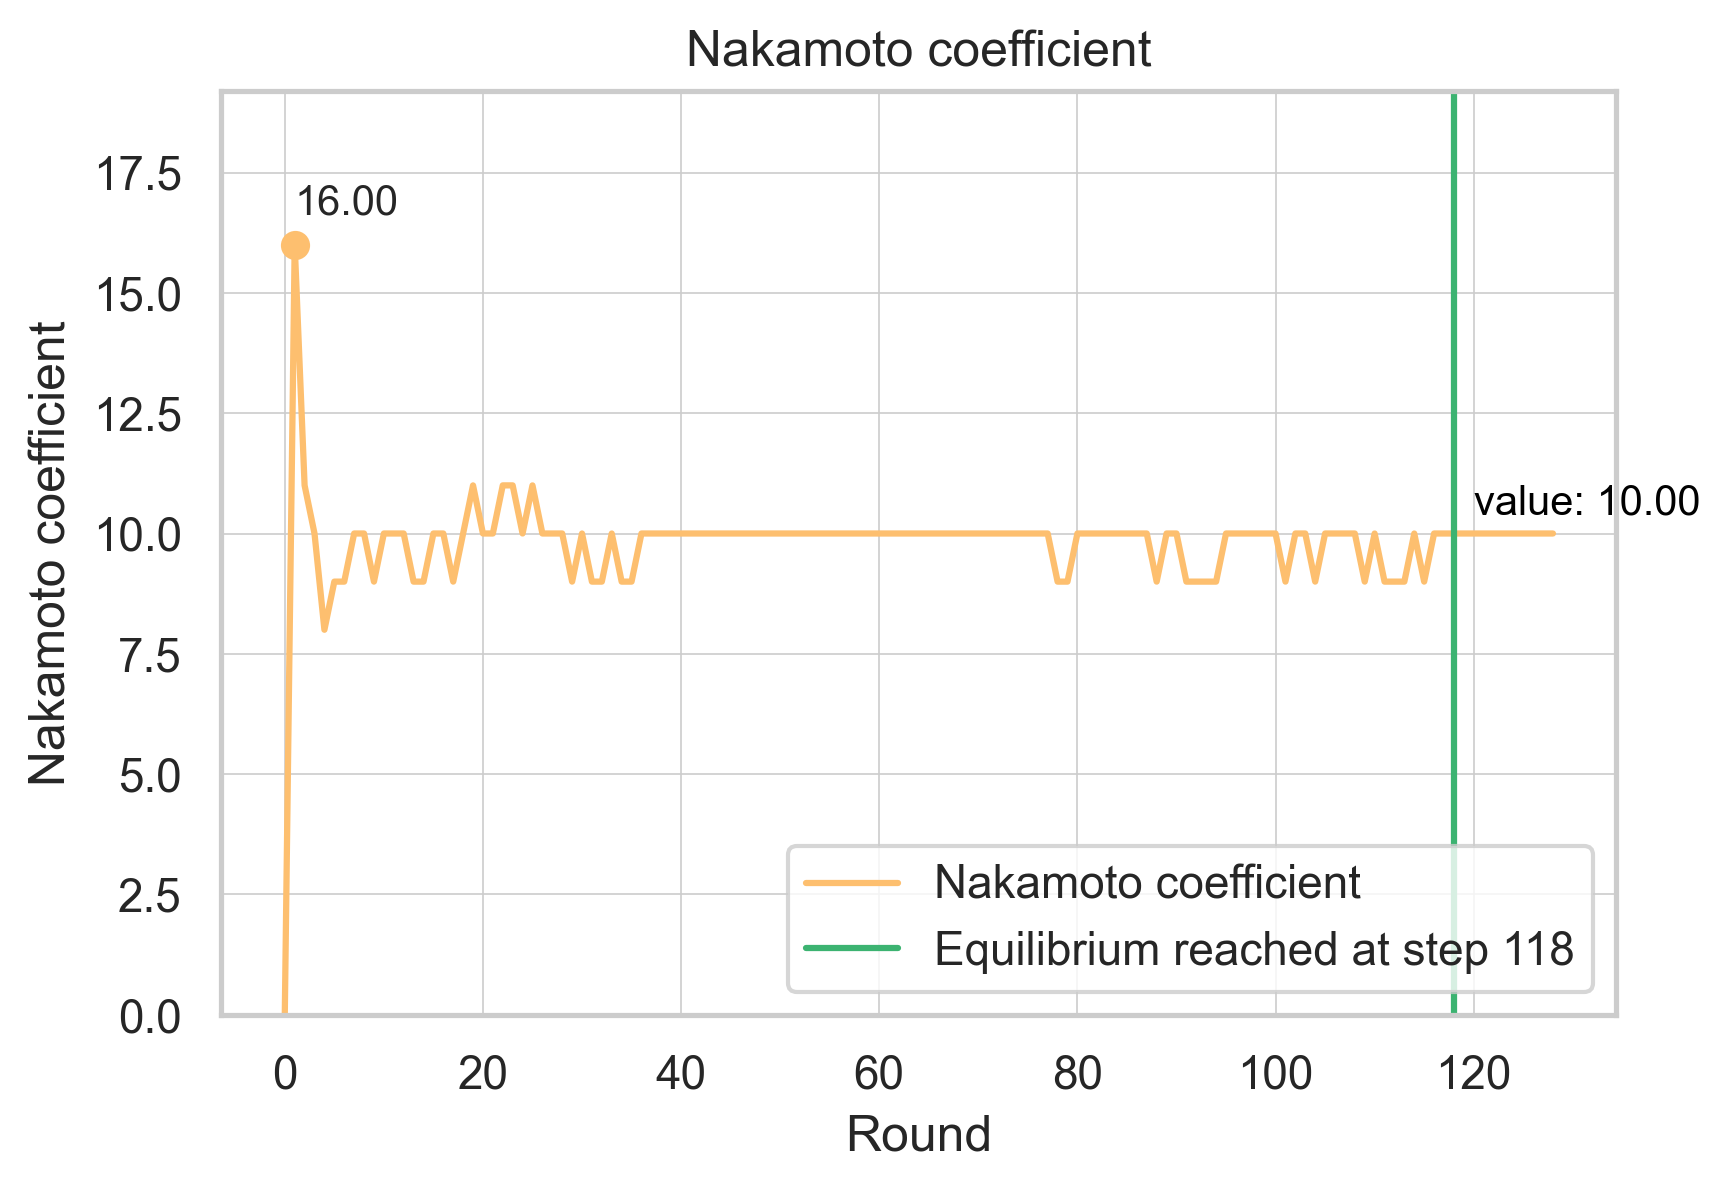 Nakamoto coefficient
17.5
15.0
12.5
10.0
7.5
5.0
2.5
0.0
Nakamoto coefficient
16.00
value: 10.00
Nakamoto coefficient
Equilibrium reached at step 118
0 20 40 60 80 100 120
Round